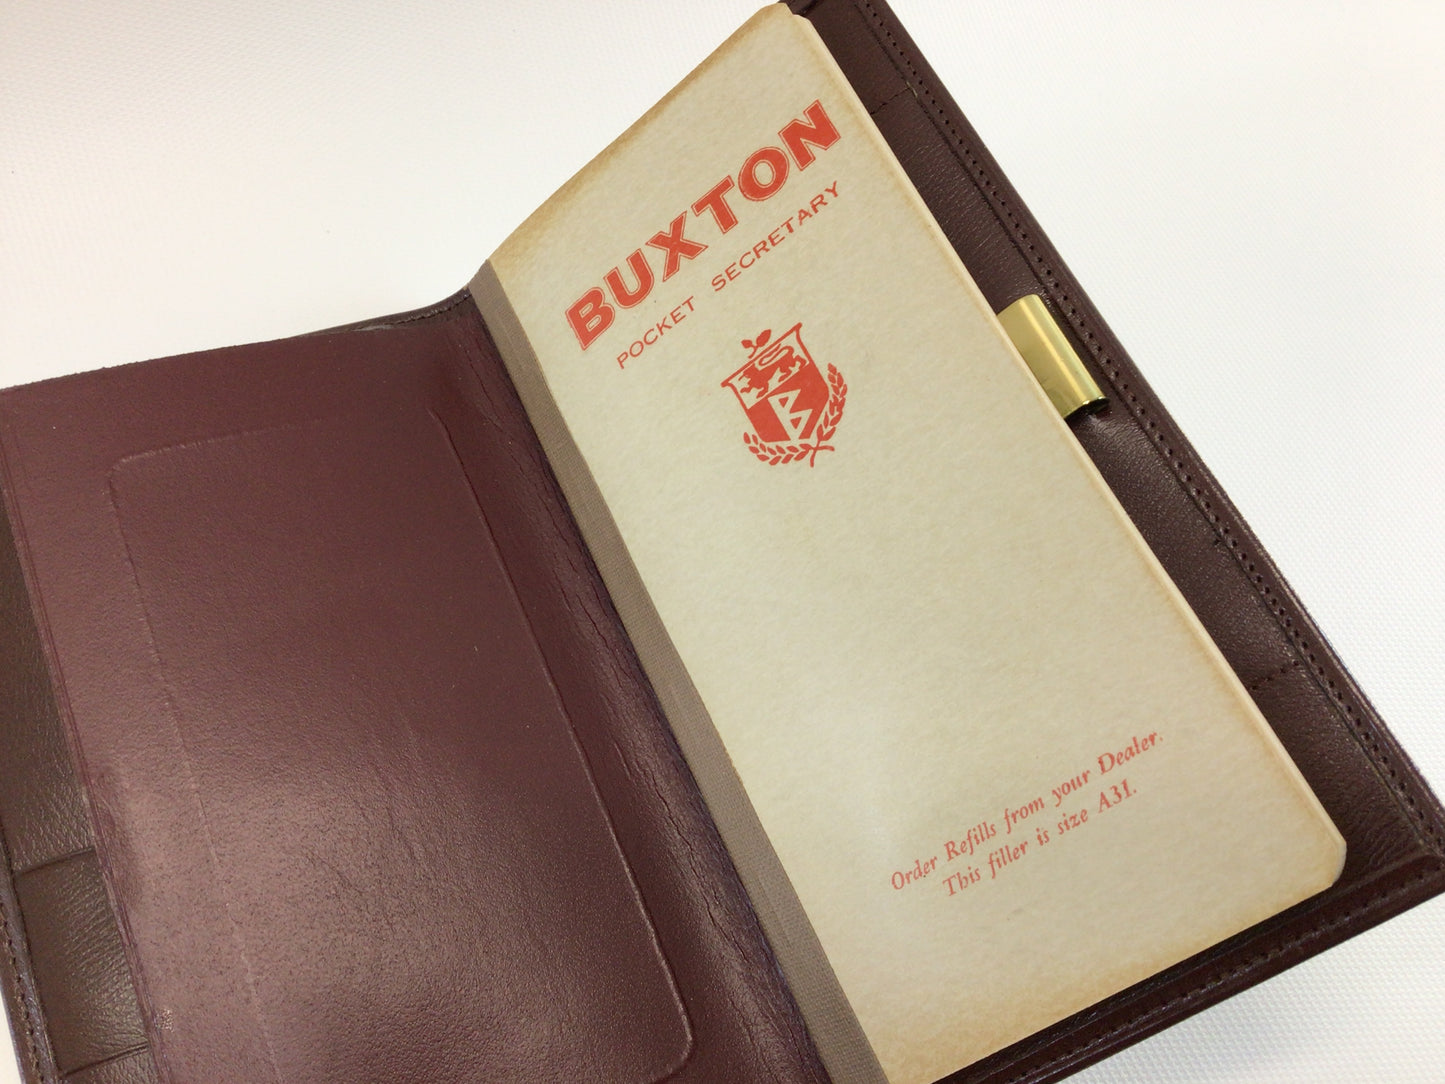 BUXTON
POCKET SECRETARY
B
Order Refills from your Dealer.
This filler is size A31.